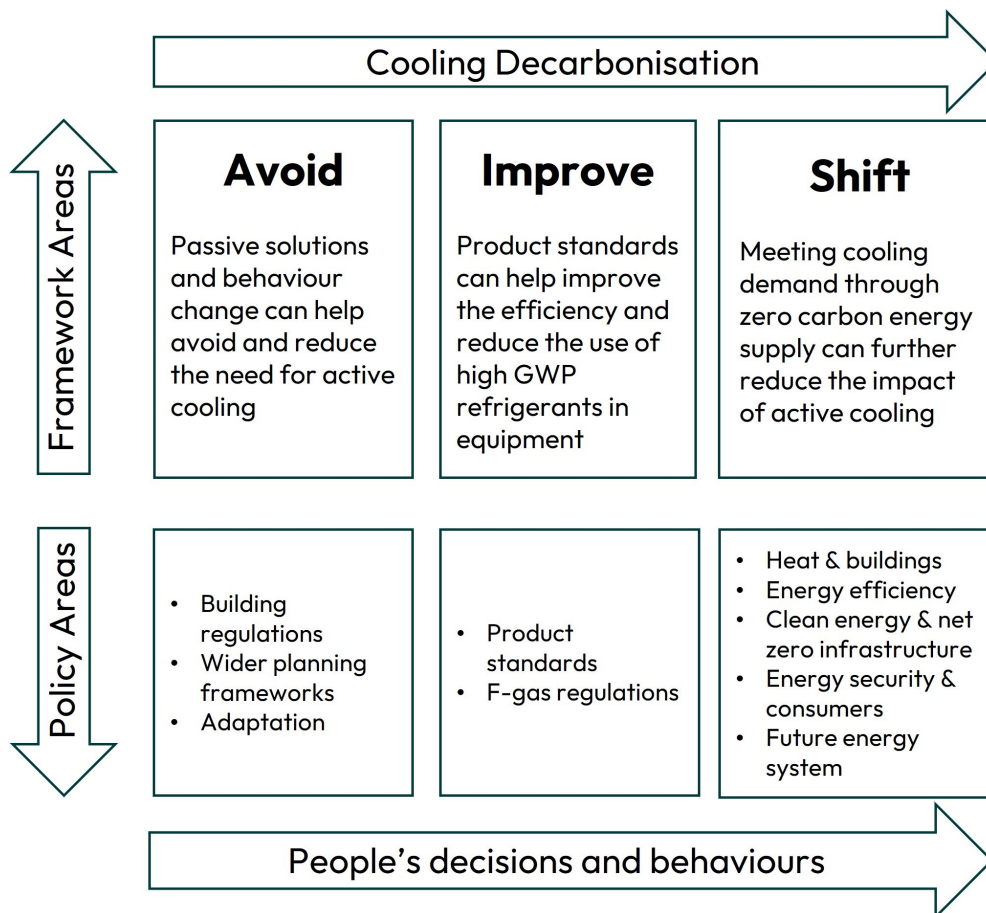 Cooling Decarbonisation
Framework Areas
Avoid
Passive solutions
and behaviour
change can help
avoid and reduce
the need for active
cooling
Improve
Product standards
can help improve
the efficiency and
reduce the use of
high GWP
refrigerants in
equipment
Shift
Meeting cooling
demand through
zero carbon energy
supply can further
reduce the impact
of active cooling
Policy Areas
• Building
regulations
• Wider planning
frameworks
• Adaptation
• Product
standards
• F-gas regulations
• Heat & buildings
• Energy efficiency
• Clean energy & net
zero infrastructure
• Energy security &
consumers
• Future energy
system
People’s decisions and behaviours